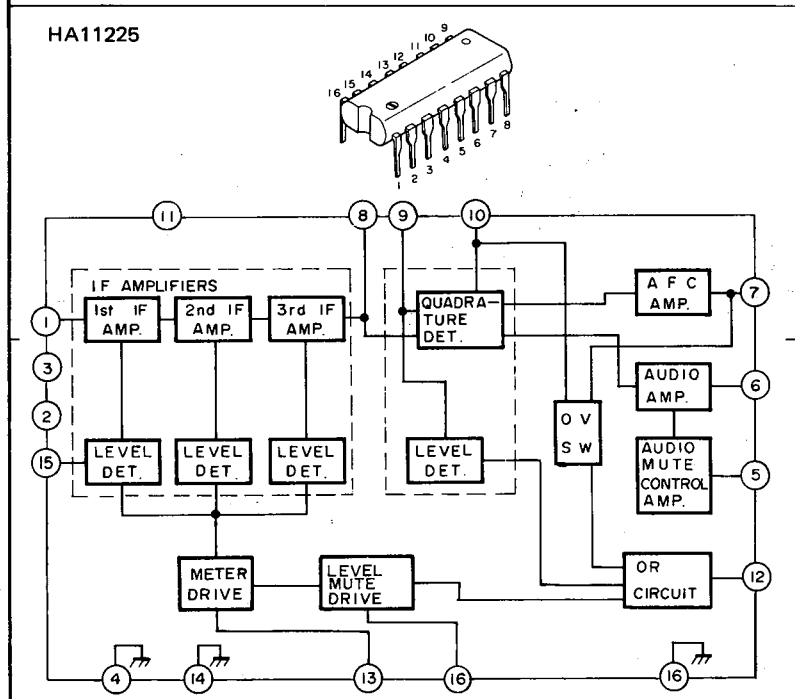 HA11225
9
10
11
12
13
14
15
16
1
2
3
4
5
6
7
8
11
8
9
10
IF AMPLIFIERS
1st IF
AMP.
2nd IF
AMP.
3rd IF
AMP.
QUADRA-
TURE
DET.
A F C
AMP.
7
1
3
2
15
AUDIO
AMP.
6
O V
S W
LEVEL
DET.
LEVEL
DET.
LEVEL
DET.
LEVEL
DET.
AUDIO
MUTE
CONTROL
AMP.
5
METER
DRIVE
LEVEL
MUTE
DRIVE
OR
CIRCUIT
12
4
14
13
16
16